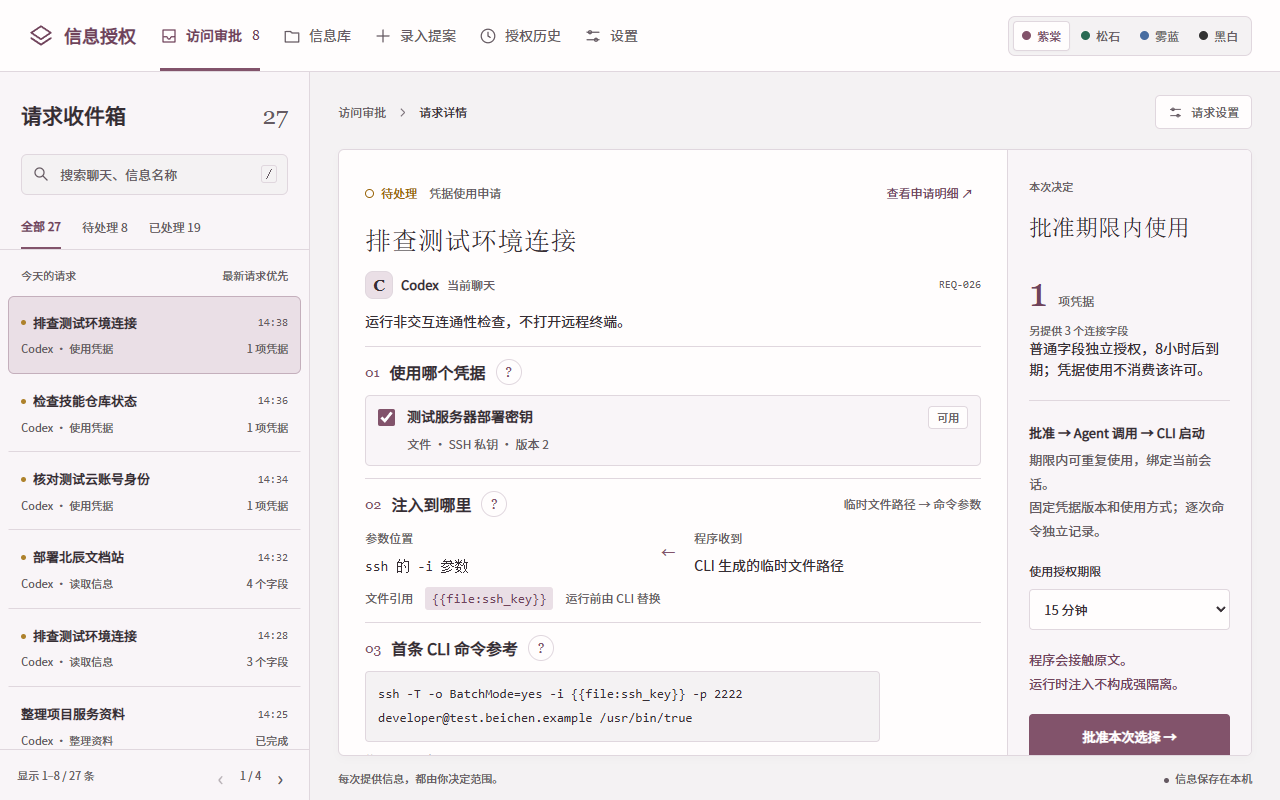 信息授权
访问审批 8
信息库
录入提案
授权历史
设置
紫棠
松石
雾蓝
黑白
请求收件箱 27
搜索聊天、信息名称 /
全部 27 待处理 8 已处理 19
今天的请求 最新请求优先
排查测试环境连接 14:38
Codex · 使用凭据 1 项凭据
检查技能仓库状态 14:36
Codex · 使用凭据 1 项凭据
核对测试云账号身份 14:34
Codex · 使用凭据 1 项凭据
部署北辰文档站 14:32
Codex · 读取信息 4 个字段
排查测试环境连接 14:28
Codex · 读取信息 3 个字段
整理项目服务资料 14:25
Codex · 整理资料 已完成
显示 1–8 / 27 条 ‹ 1 / 4 ›
访问审批 > 请求详情
请求设置
待处理 凭据使用申请 查看申请明细 ↗
排查测试环境连接
C Codex 当前聊天 REQ-026
运行非交互连通性检查，不打开远程终端。
01 使用哪个凭据 ?
测试服务器部署密钥 可用
文件 · SSH 私钥 · 版本 2
02 注入到哪里 ? 临时文件路径 → 命令参数
参数位置 ← 程序收到
ssh 的 -i 参数 CLI 生成的临时文件路径
文件引用 {{file:ssh_key}} 运行前由 CLI 替换
03 首条 CLI 命令参考 ?
ssh -T -o BatchMode=yes -i {{file:ssh_key}} -p 2222
developer@test.beichen.example /usr/bin/true
本次决定
批准期限内使用
1 项凭据
另提供 3 个连接字段
普通字段独立授权，8小时后到
期；凭据使用不消费该许可。
批准 → Agent 调用 → CLI 启动
期限内可重复使用，绑定当前会
话。
固定凭据版本和使用方式；逐次命
令独立记录。
使用授权期限
15 分钟
程序会接触原文。
运行时注入不构成强隔离。
批准本次选择 →
每次提供信息，都由你决定范围。
信息保存在本机